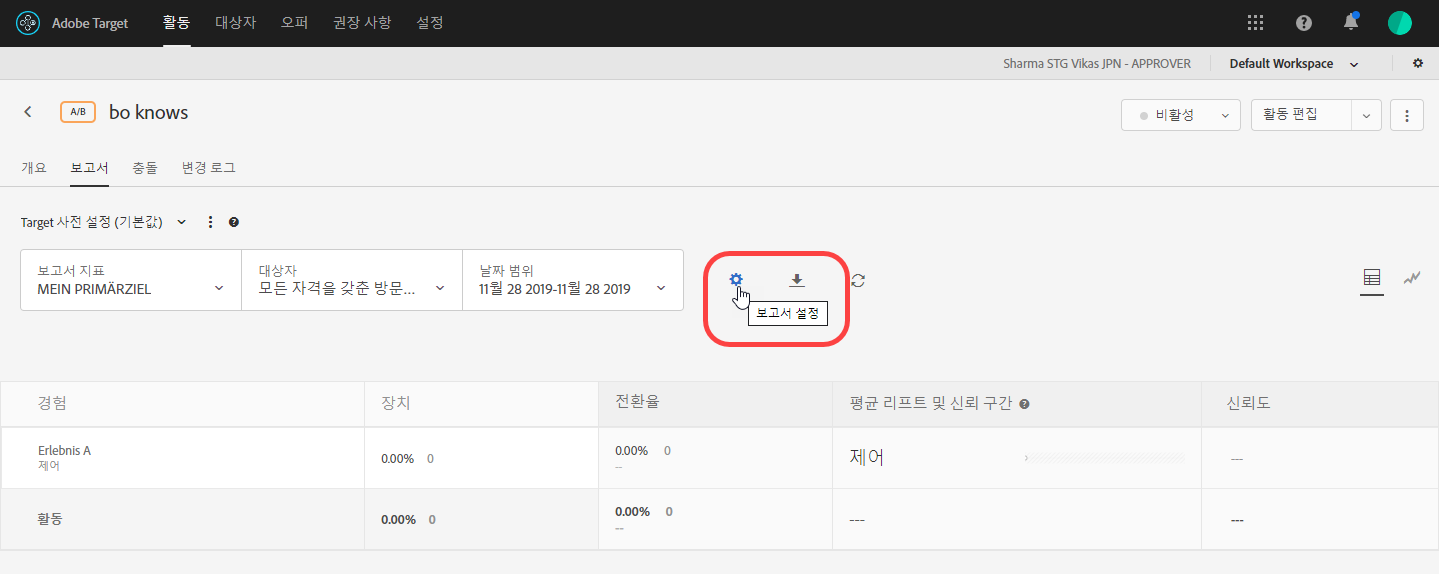 Adobe Target 활동 대상자 오퍼 권장 사항 설정
Sharma STG Vikas JPN - APPROVER Default Workspace
A/B bo knows 비활성 활동 편집
개요 보고서 충돌 변경 로그
Target 사전 설정 (기본값)
보고서 지표 대상자 날짜 범위
MEIN PRIMÄRZIEL 모든 자격을 갖춘 방문... 11월 28 2019-11월 28 2019
보고서 설정
경험 장치 전환율 평균 리프트 및 신뢰 구간 신뢰도
Erlebnis A 0.00% 0 0.00% 0 제어 ---
제어 --
활동 0.00% 0 0.00% 0 --- ---
--